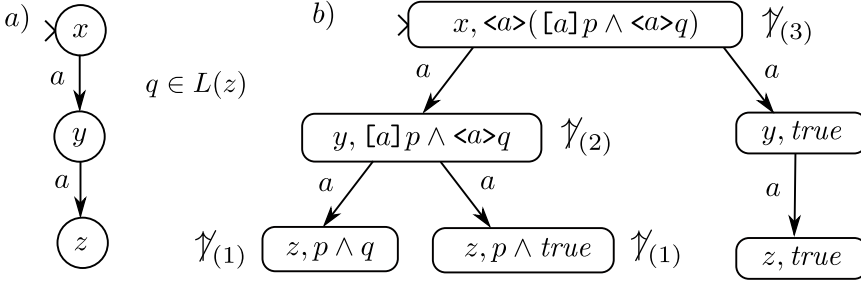 a)
x
a
q ∈ L(z)
y
a
z
b)
x, <a>([a]p ∧ <a>q) ↑̸(3)
a a
y, [a]p ∧ <a>q ↑̸(2) y, true
a a a
↑̸(1) z, p ∧ q z, p ∧ true ↑̸(1) z, true